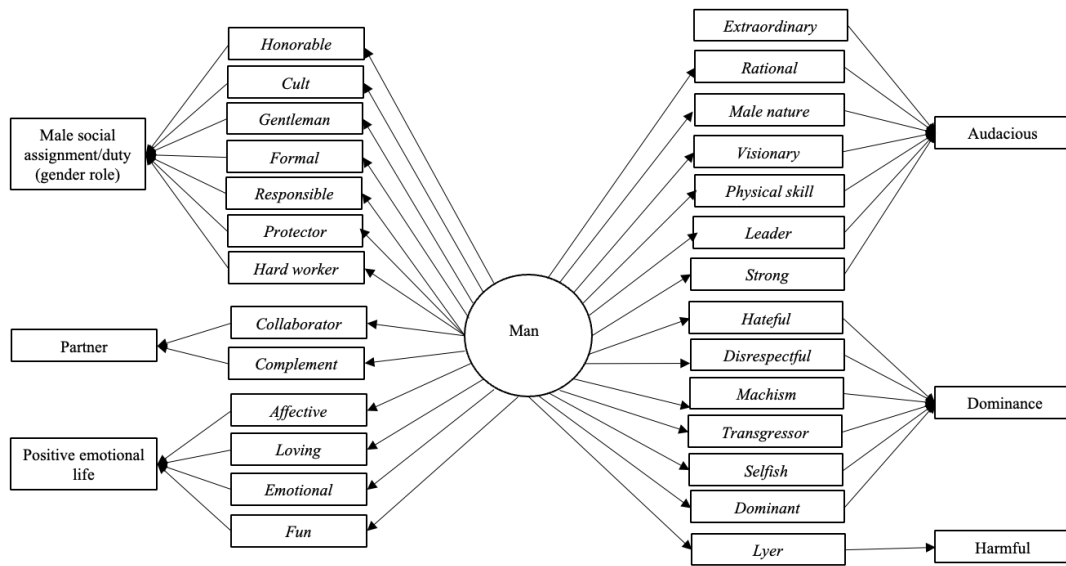 Honorable
Cult
Gentleman
Formal
Responsible
Protector
Hard worker
Male social
assignment/duty
(gender role)
Collaborator
Complement
Partner
Affective
Loving
Emotional
Fun
Positive emotional
life
Man
Extraordinary
Rational
Male nature
Visionary
Physical skill
Leader
Strong
Audacious
Hateful
Disrespectful
Machism
Transgressor
Selfish
Dominant
Dominance
Lyer
Harmful